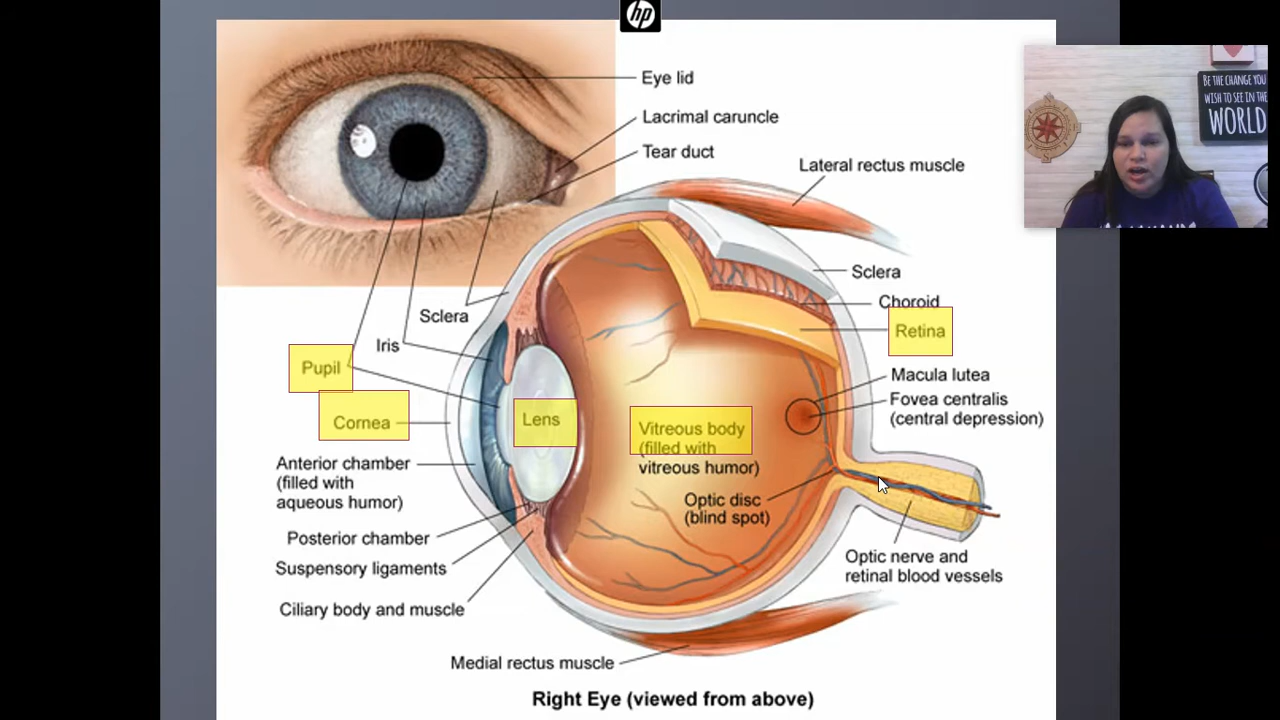 hp
Eye lid
Lacrimal caruncle
Tear duct
Lateral rectus muscle
BE THE CHANGE YOU
WISH TO SEE IN THE
WORLD
Sclera
Choroid
Retina
Sclera
Iris
Pupil
Cornea
Lens
Vitreous body
(filled with
vitreous humor)
Macula lutea
Fovea centralis
(central depression)
Anterior chamber
(filled with
aqueous humor)
Optic disc
(blind spot)
Posterior chamber
Suspensory ligaments
Optic nerve and
retinal blood vessels
Ciliary body and muscle
Medial rectus muscle
Right Eye (viewed from above)